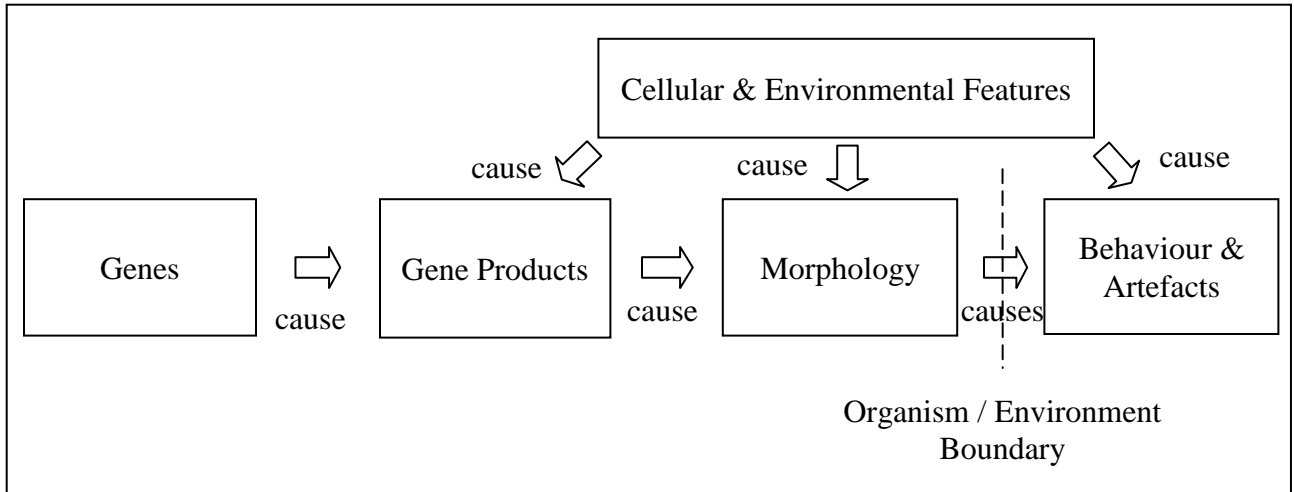 Cellular & Environmental Features
cause
cause
cause
Genes
Gene Products
Morphology
Behaviour &
Artefacts
cause
cause
causes
Organism / Environment
Boundary